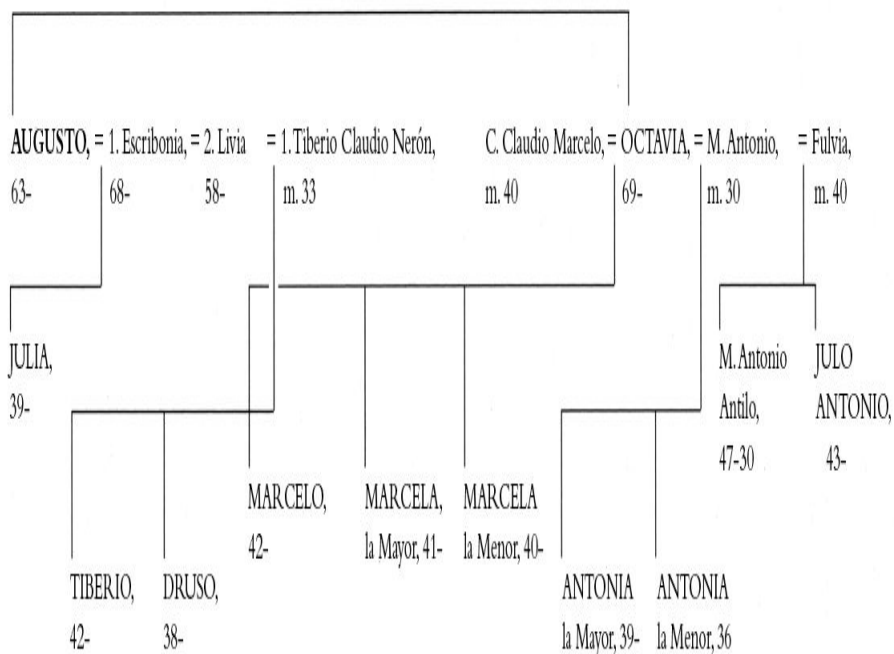 AUGUSTO, = 1. Escribonia, = 2. Livia = 1. Tiberio Claudio Nerón, C. Claudio Marcelo, = OCTAVIA, = M. Antonio, = Fulvia,
63- 68- 58- m. 33 m. 40 69- m. 30 m. 40
JULIA, M. Antonio JULO
39- Antilo, ANTONIO,
47-30 43-
MARCELO, MARCELA, MARCELA
42- la Mayor, 41- la Menor, 40-
TIBERIO, DRUSO, ANTONIA ANTONIA
42- 38- la Mayor, 39- la Menor, 36